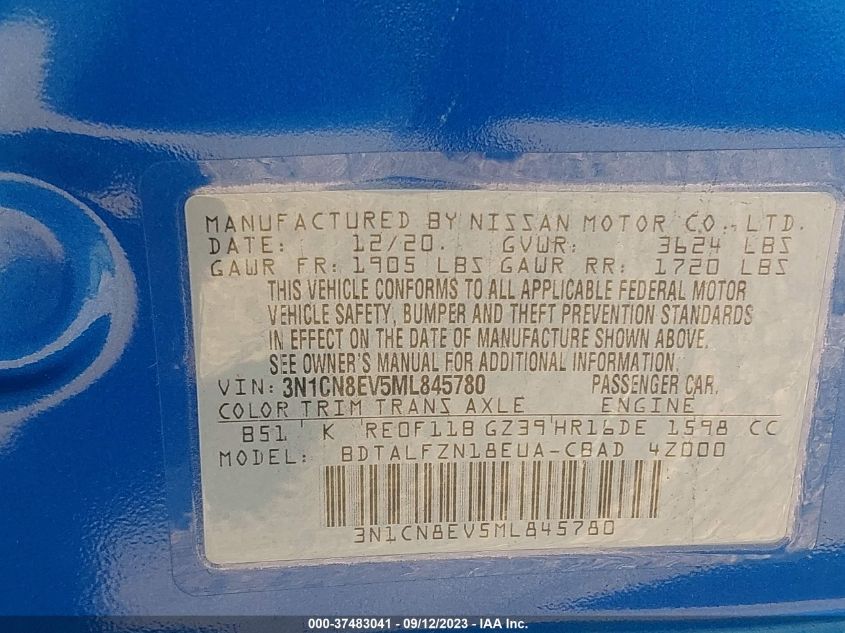 MANUFACTURED BY NISSAN MOTOR CO., LTD.
DATE: 12/20. GVWR: 3624 LBS
GAWR FR: 1905 LBS GAWR RR: 1720 LBS
THIS VEHICLE CONFORMS TO ALL APPLICABLE FEDERAL MOTOR
VEHICLE SAFETY, BUMPER AND THEFT PREVENTION STANDARDS
IN EFFECT ON THE DATE OF MANUFACTURE SHOWN ABOVE.
SEE OWNER'S MANUAL FOR ADDITIONAL INFORMATION.
VIN: 3N1CN8EV5ML845780 PASSENGER CAR.
COLOR TRIM TRANS AXLE ENGINE
B51 K RE0F11B GZ39 HR16DE 1598 CC
MODEL: BDTALFZN18EUA-CBAD 4Z000
3N1CN8EV5ML845780
000-37483041 - 09/12/2023 - IAA Inc.